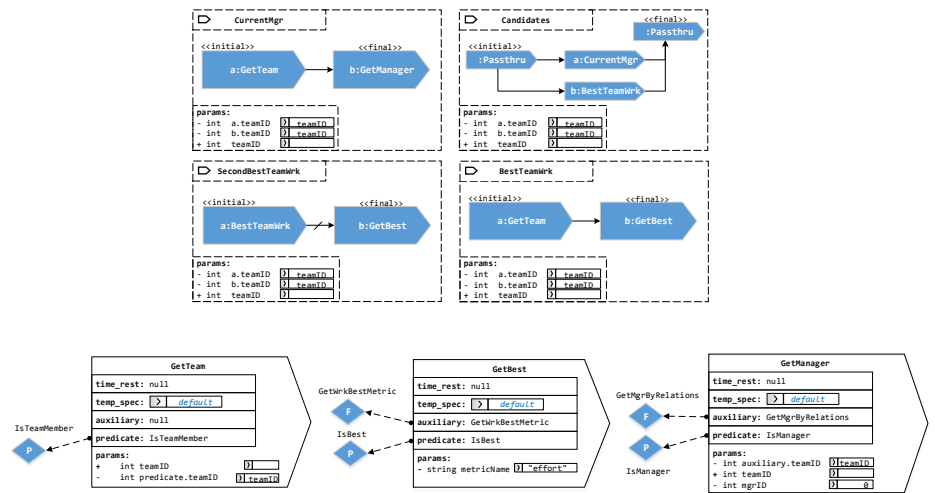 CurrentMgr
<<initial>>
<<final>>
a:GetTeam
b:GetManager
params:
- int a.teamID teamID
- int b.teamID teamID
+ int teamID
Candidates
<<final>>
:Passthru
<<initial>>
:Passthru
a:CurrentMgr
b:BestTeamWrk
params:
- int a.teamID teamID
- int b.teamID teamID
+ int teamID
SecondBestTeamWrk
<<initial>>
<<final>>
a:BestTeamWrk
b:GetBest
params:
- int a.teamID teamID
- int b.teamID teamID
+ int teamID
BestTeamWrk
<<initial>>
<<final>>
a:GetTeam
b:GetBest
params:
- int a.teamID teamID
- int b.teamID teamID
+ int teamID
GetTeam
time_rest: null
temp_spec: > default
auxiliary: null
predicate: IsTeamMember
params:
+ int teamID
- int predicate.teamID teamID
IsTeamMember
P
GetBest
time_rest: null
temp_spec: > default
auxiliary: GetWrkBestMetric
predicate: IsBest
params:
- string metricName "effort"
GetWrkBestMetric
F
IsBest
P
GetManager
time_rest: null
temp_spec: > default
auxiliary: GetMgrByRelations
predicate: IsManager
params:
- int auxiliary.teamID teamID
+ int teamID
- int mgrID 0
GetMgrByRelations
F
P
IsManager